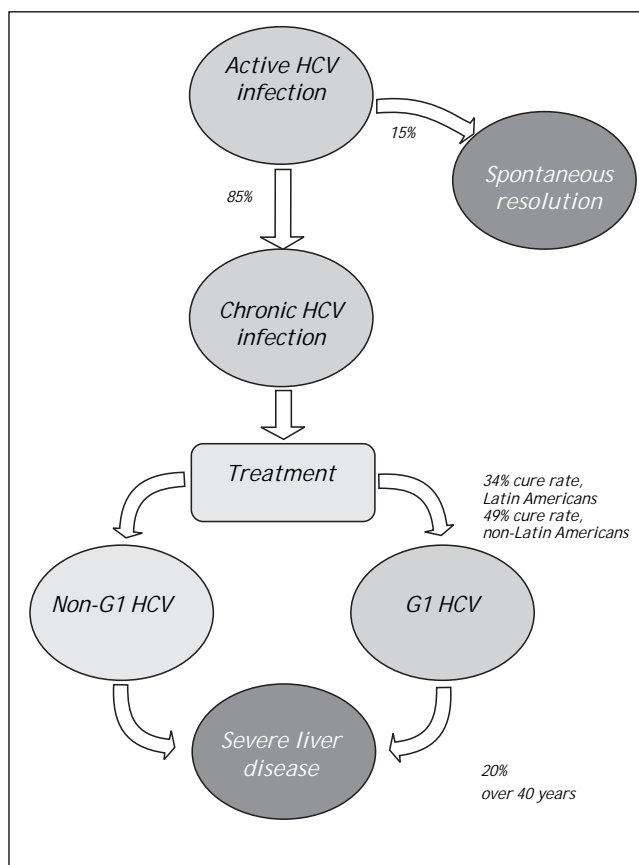 Active HCV
infection
15%
Spontaneous
resolution
85%
Chronic HCV
infection
Treatment
34% cure rate,
Latin Americans
49% cure rate,
non-Latin Americans
Non-G1 HCV
G1 HCV
Severe liver
disease
20%
over 40 years